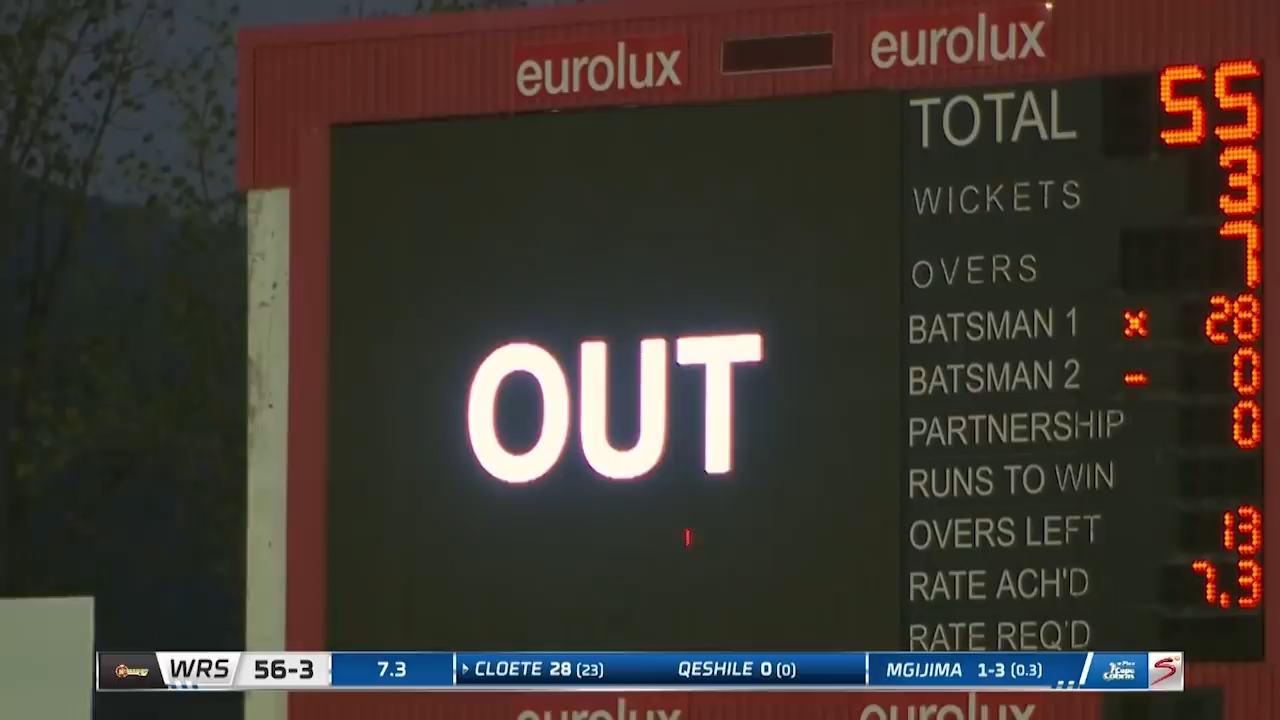 eurolux eurolux
TOTAL 55
WICKETS 3
OVERS 7
BATSMAN 1 x 28
BATSMAN 2 - 0
PARTNERSHIP 0
RUNS TO WIN
OVERS LEFT 13
RATE ACH'D 7.3
RATE REQ'D
OUT
WRS 56-3 7.3 CLOETE 28 (23) QESHILE 0 (0) MGIJIMA 1-3 (0.3)
eurolux eurolux